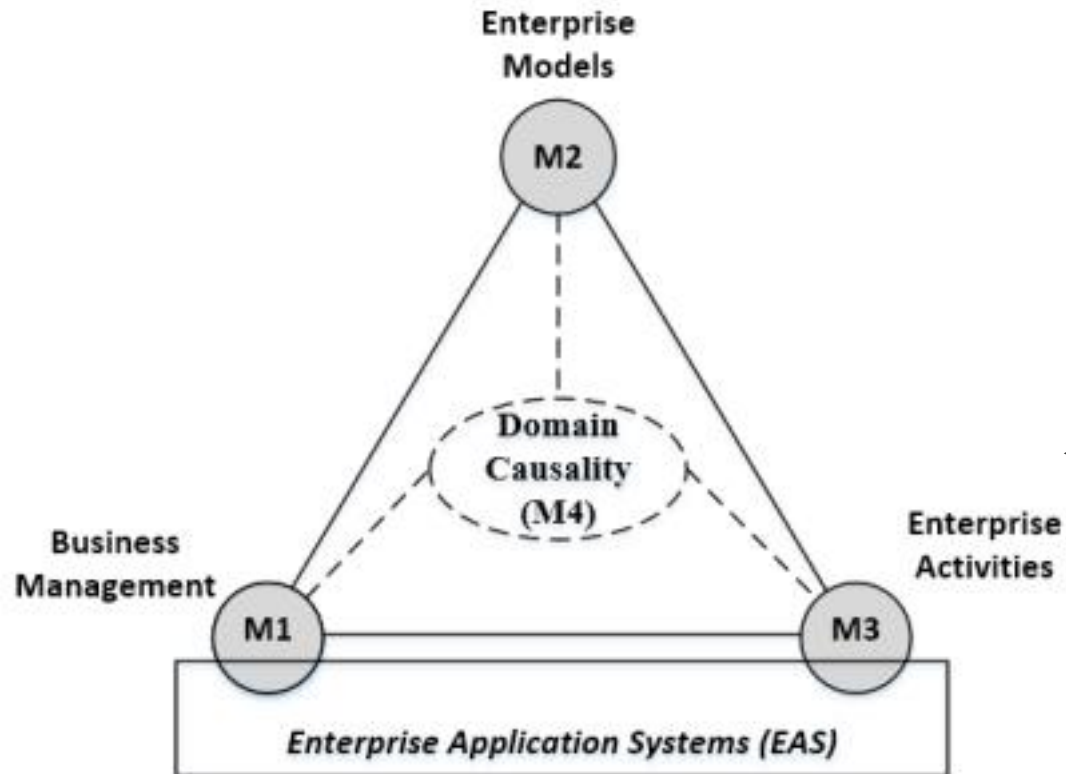 Enterprise
Models
M2
Domain
Causality
(M4)
Business
Management
Enterprise
Activities
M1
M3
Enterprise Application Systems (EAS)